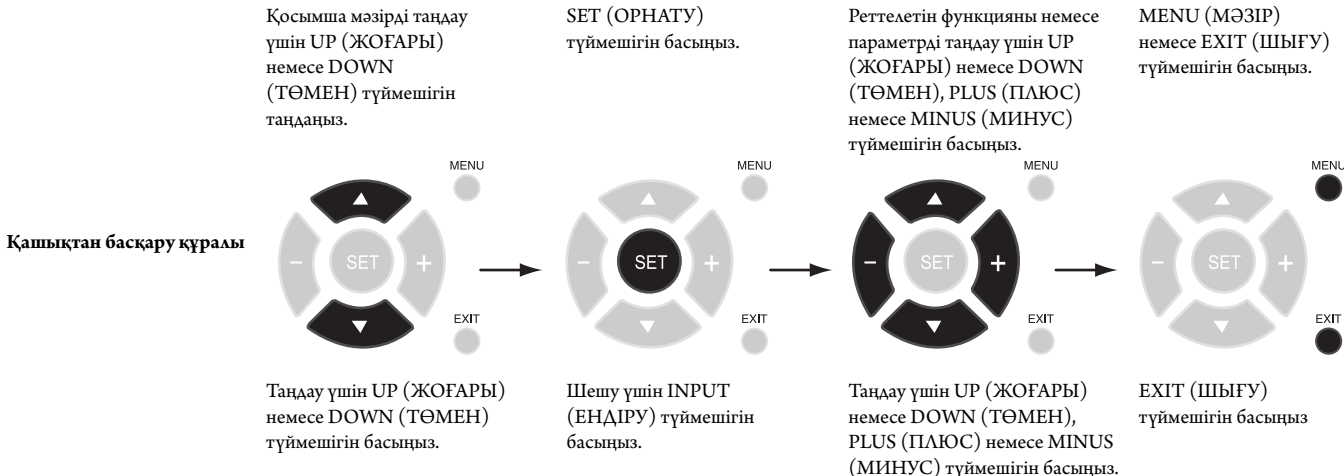 Қосымша мәзірді таңдау
үшін UP (ЖОҒАРЫ)
немесе DOWN
(ТӨМЕН) түймешігін
таңдаңыз.
SET (ОРНАТУ)
түймешігін басыңыз.
Реттелетін функцияны немесе
параметрді таңдау үшін UP
(ЖОҒАРЫ) немесе DOWN
(ТӨМЕН), PLUS (ПЛЮС)
немесе MINUS (МИНУС)
түймешігін басыңыз.
MENU (МӘЗІР)
немесе EXIT (ШЫҒУ)
түймешігін басыңыз.
Қашықтан басқару құралы
MENU
- SET +
EXIT
MENU
- SET +
EXIT
MENU
- SET +
EXIT
MENU
- SET +
EXIT
Таңдау үшін UP (ЖОҒАРЫ)
немесе DOWN (ТӨМЕН)
түймешігін басыңыз.
Шешу үшін INPUT
(ЕНДІРУ) түймешігін
басыңыз.
Таңдау үшін UP (ЖОҒАРЫ)
немесе DOWN (ТӨМЕН),
PLUS (ПЛЮС) немесе MINUS
(МИНУС) түймешігін басыңыз.
EXIT (ШЫҒУ)
түймешігін басыңыз